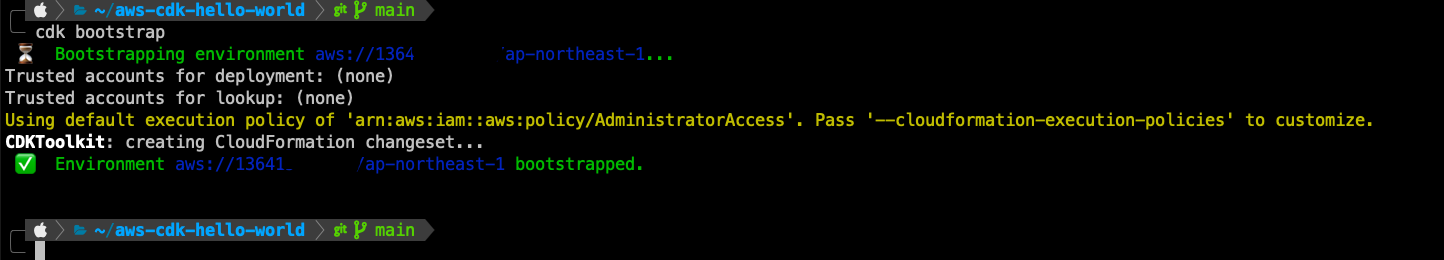 ~/aws-cdk-hello-world git main
cdk bootstrap
Bootstrapping environment aws://1364 ap-northeast-1...
Trusted accounts for deployment: (none)
Trusted accounts for lookup: (none)
Using default execution policy of 'arn:aws:iam::aws:policy/AdministratorAccess'. Pass '--cloudformation-execution-policies' to customize.
CDKToolkit: creating CloudFormation changeset...
Environment aws://13641 /ap-northeast-1 bootstrapped.
~/aws-cdk-hello-world git main